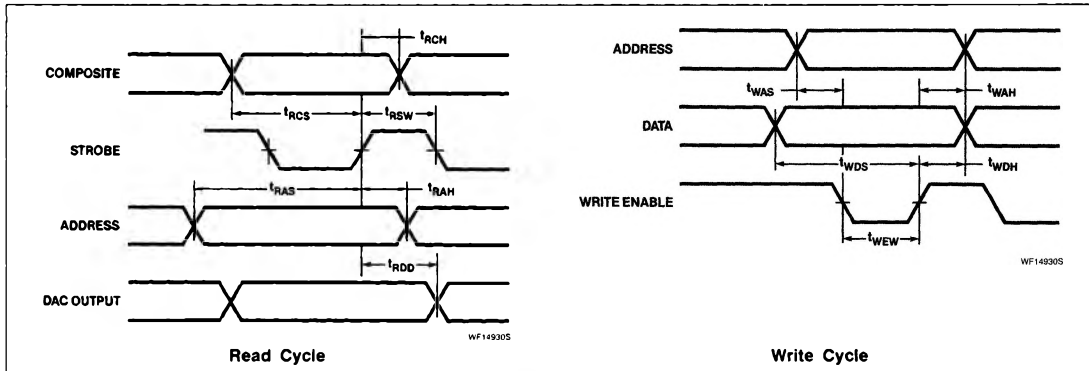 COMPOSITE
tRCH
tRCS
tRSW
STROBE
tRAS
tRAH
ADDRESS
tRDD
DAC OUTPUT
WF14930S
Read Cycle
ADDRESS
tWAS
tWAH
DATA
tWDS
tWDH
WRITE ENABLE
tWEW
WF14930S
Write Cycle